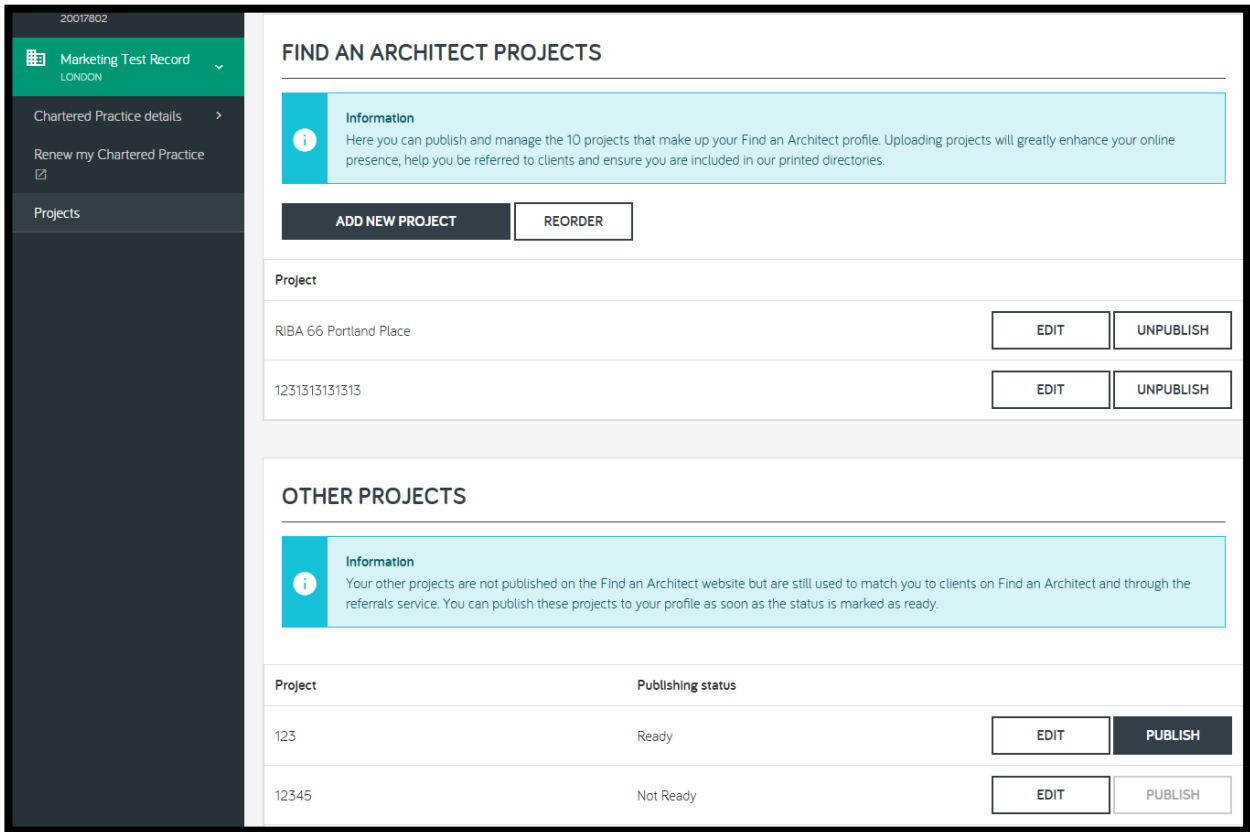 20017802
Marketing Test Record
LONDON
Chartered Practice details
Renew my Chartered Practice
Projects
FIND AN ARCHITECT PROJECTS
Information
Here you can publish and manage the 10 projects that make up your Find an Architect profile. Uploading projects will greatly enhance your online
presence, help you be referred to clients and ensure you are included in our printed directories.
ADD NEW PROJECT REORDER
Project
RIBA 66 Portland Place EDIT UNPUBLISH
1231313131313 EDIT UNPUBLISH
OTHER PROJECTS
Information
Your other projects are not published on the Find an Architect website but are still used to match you to clients on Find an Architect and through the
referrals service. You can publish these projects to your profile as soon as the status is marked as ready.
Project Publishing status
123 Ready EDIT PUBLISH
12345 Not Ready EDIT PUBLISH